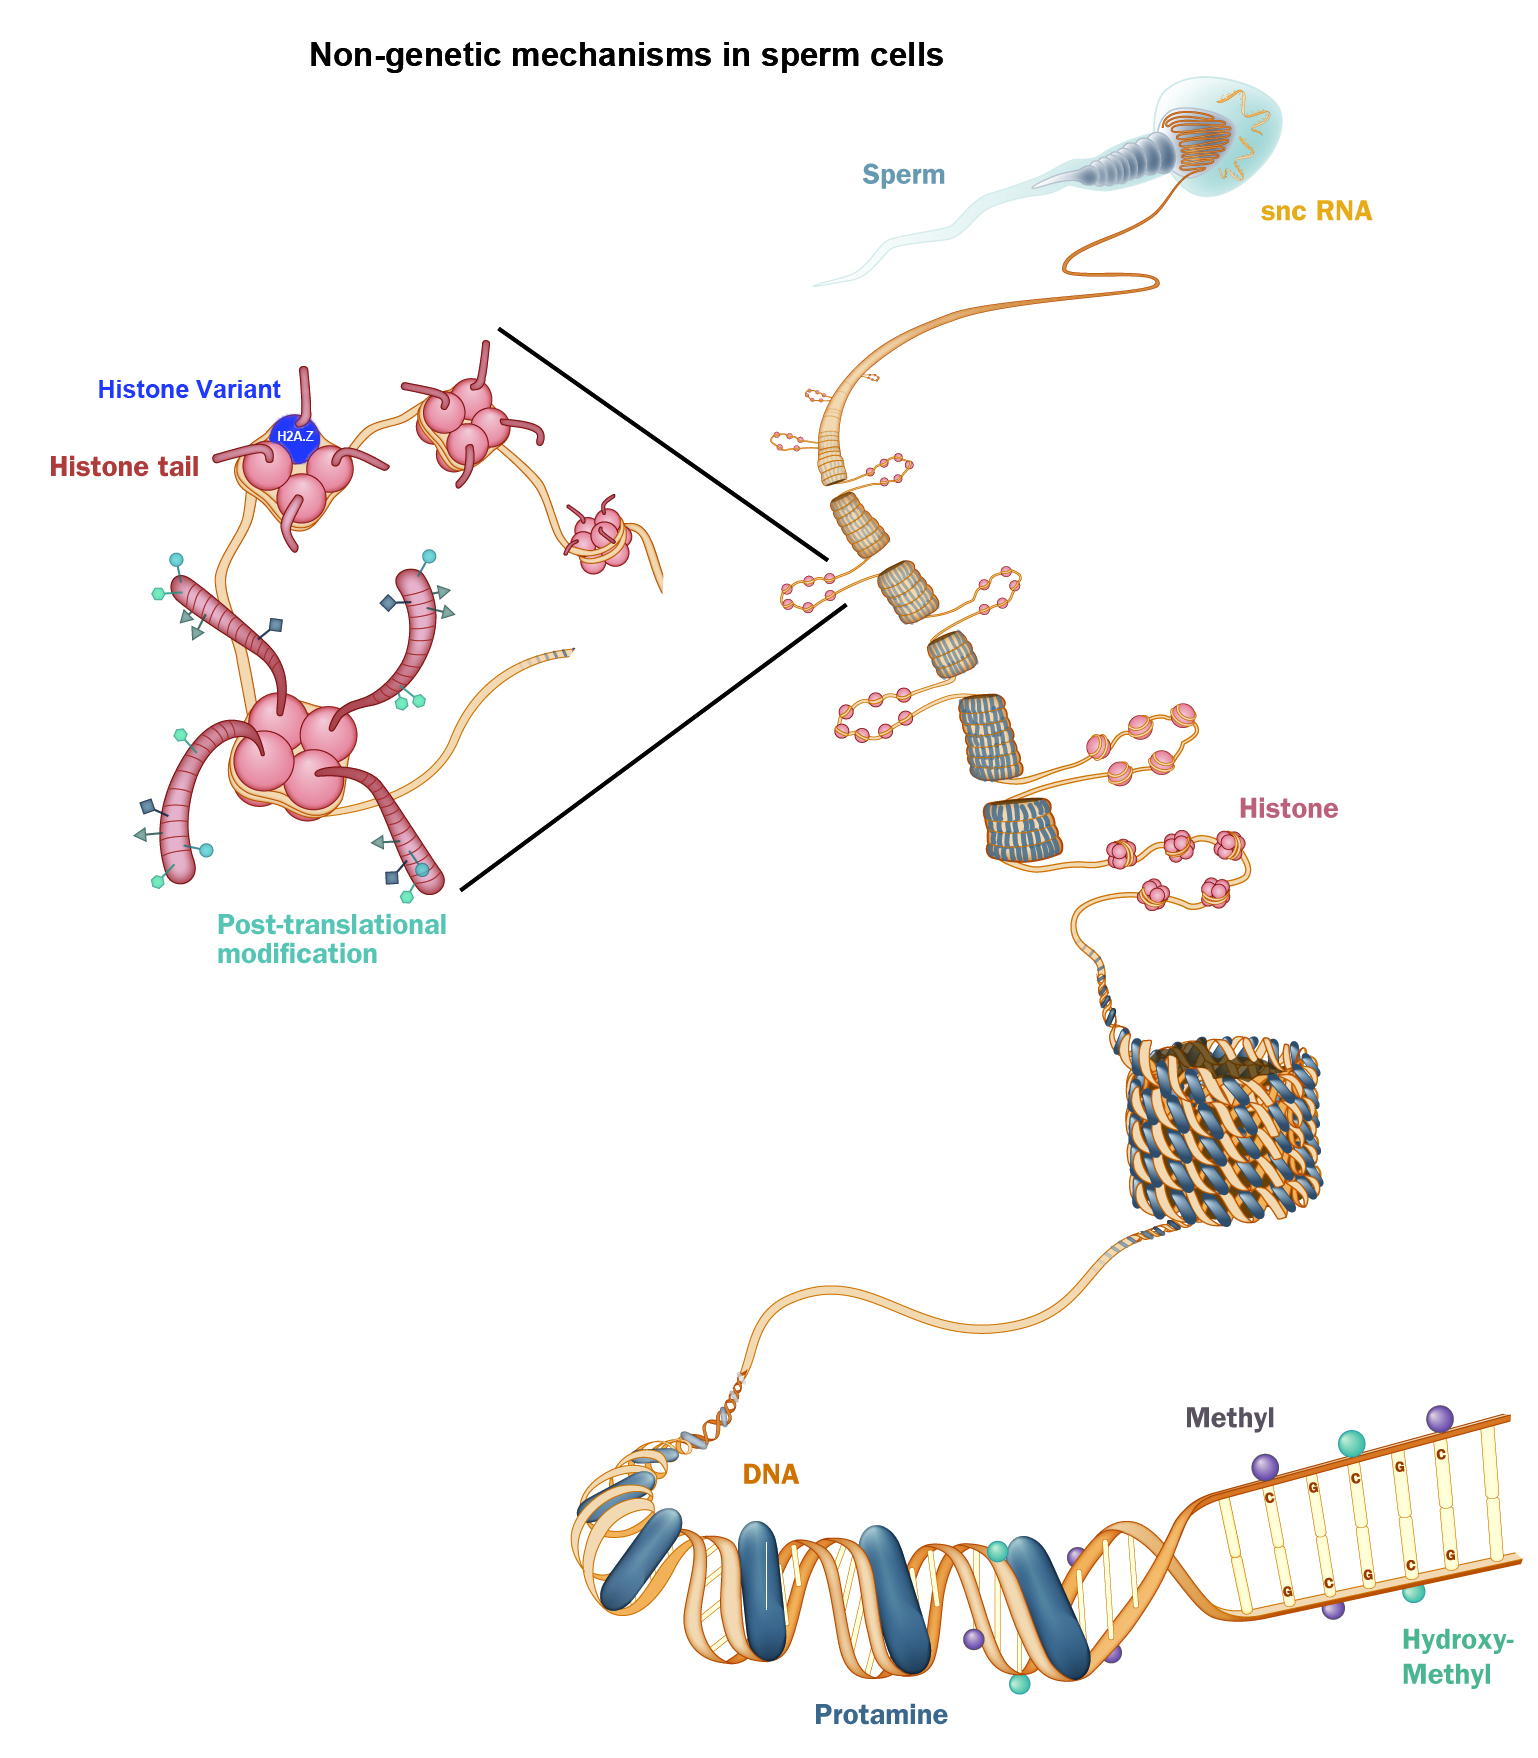 Non-genetic mechanisms in sperm cells
Sperm
snc RNA
Histone Variant
H2A.Z
Histone tail
Histone
Post-translational
modification
Methyl
DNA
C
G
C
G
C
G
C
G
C
G
Hydroxy-
Methyl
Protamine